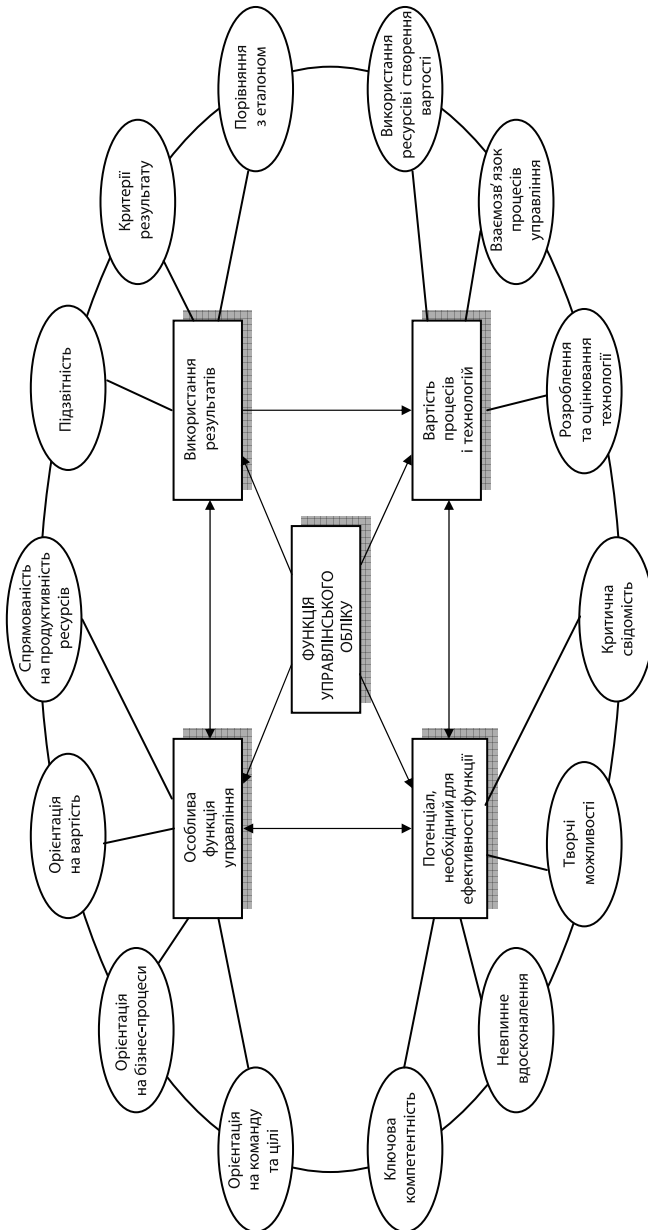 Орієнтація
на команду
та цілі
Орієнтація
на бізнес-процеси
Орієнтація
на вартість
Спрямованість
на продуктивність
ресурсів
Підзвітність
Критерії
результату
Порівняння
з еталоном
Особлива
функція
управління
Використання
результатів
ФУНКЦІЯ
УПРАВЛІНСЬКОГО
ОБЛІКУ
Потенціал,
необхідний для
ефективності функції
Вартість
процесів
і технологій
Ключова
компетентність
Невпинне
вдосконалення
Творчі
можливості
Критична
свідомість
Розроблення
та оцінювання
технології
Взаємозв'язок
процесів
управління
Використання
ресурсів і створення
вартості